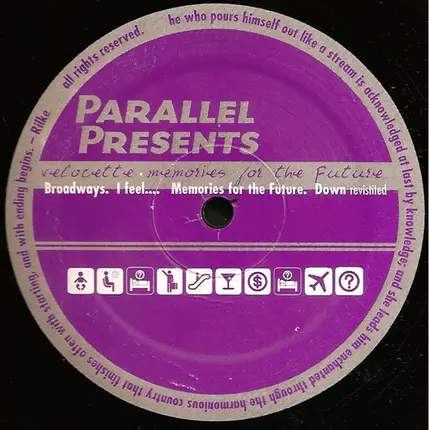 he who pours himself out like a stream is acknowledged at last by knowledge; and she leads him enchanted through the harmonious country that finishes often with starting, and with ending begins. – Rilke
all rights reserved.
PARALLEL
PRESENTS
velocette • memories for the Future
Broadways. I feel.... Memories for the Future. Down revistited
$
?